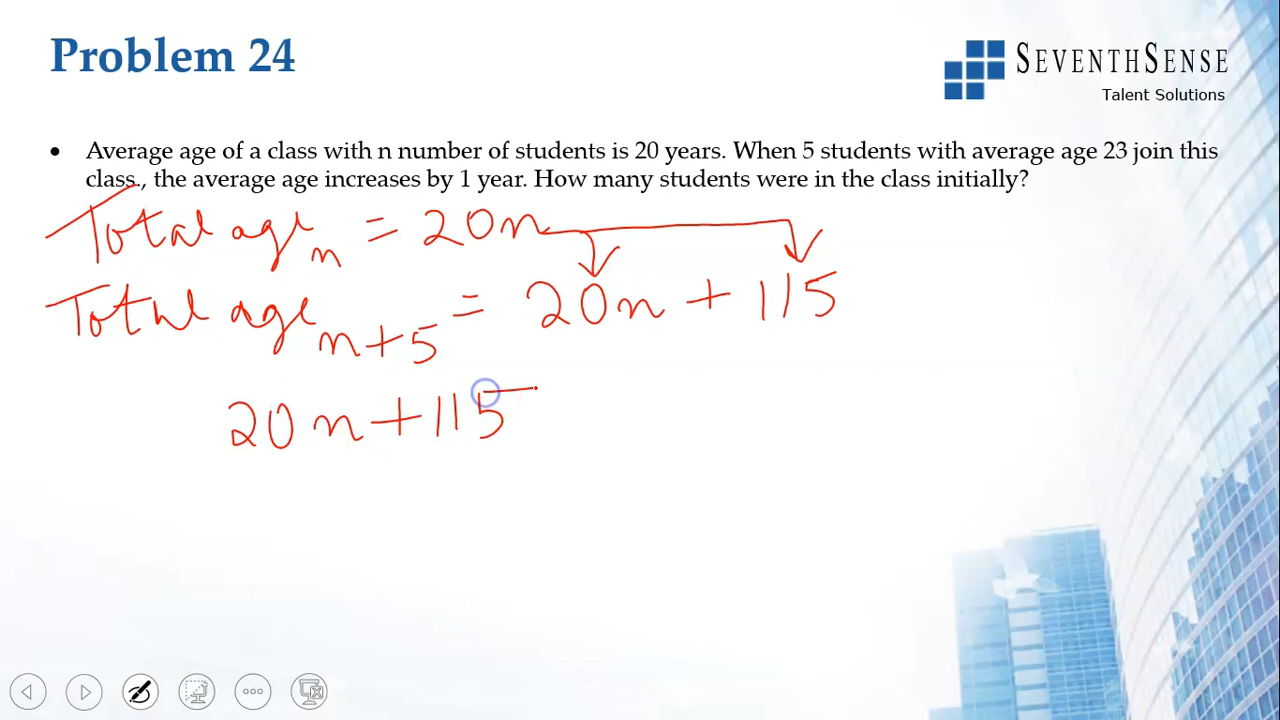 Problem 24
SEVENTHSENSE
Talent Solutions
• Average age of a class with n number of students is 20 years. When 5 students with average age 23 join this
class., the average age increases by 1 year. How many students were in the class initially?
Total age n = 20n
Total age n+5 = 20n + 115
20n + 115